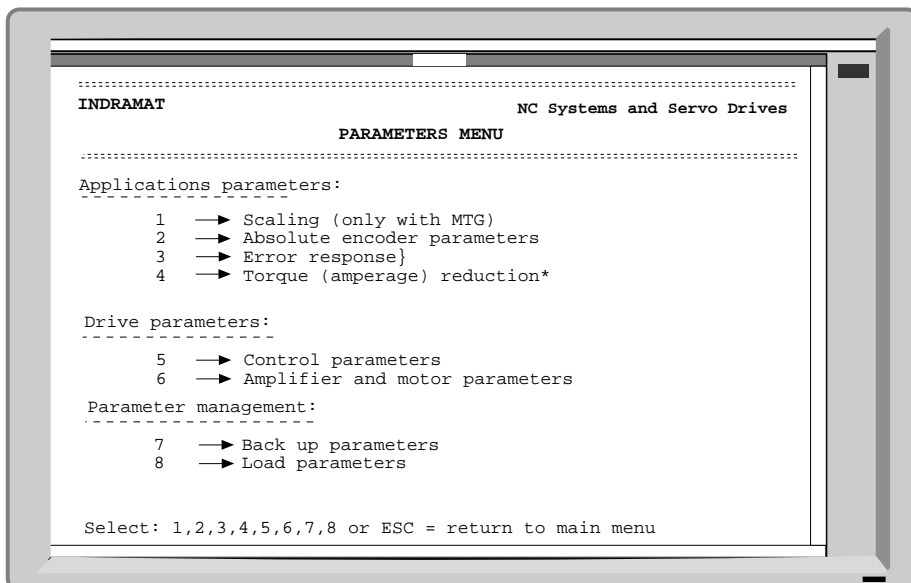 INDRAMAT NC Systems and Servo Drives
PARAMETERS MENU
Applications parameters:
1 → Scaling (only with MTG)
2 → Absolute encoder parameters
3 → Error response}
4 → Torque (amperage) reduction*
Drive parameters:
5 → Control parameters
6 → Amplifier and motor parameters
Parameter management:
7 → Back up parameters
8 → Load parameters
Select: 1,2,3,4,5,6,7,8 or ESC = return to main menu